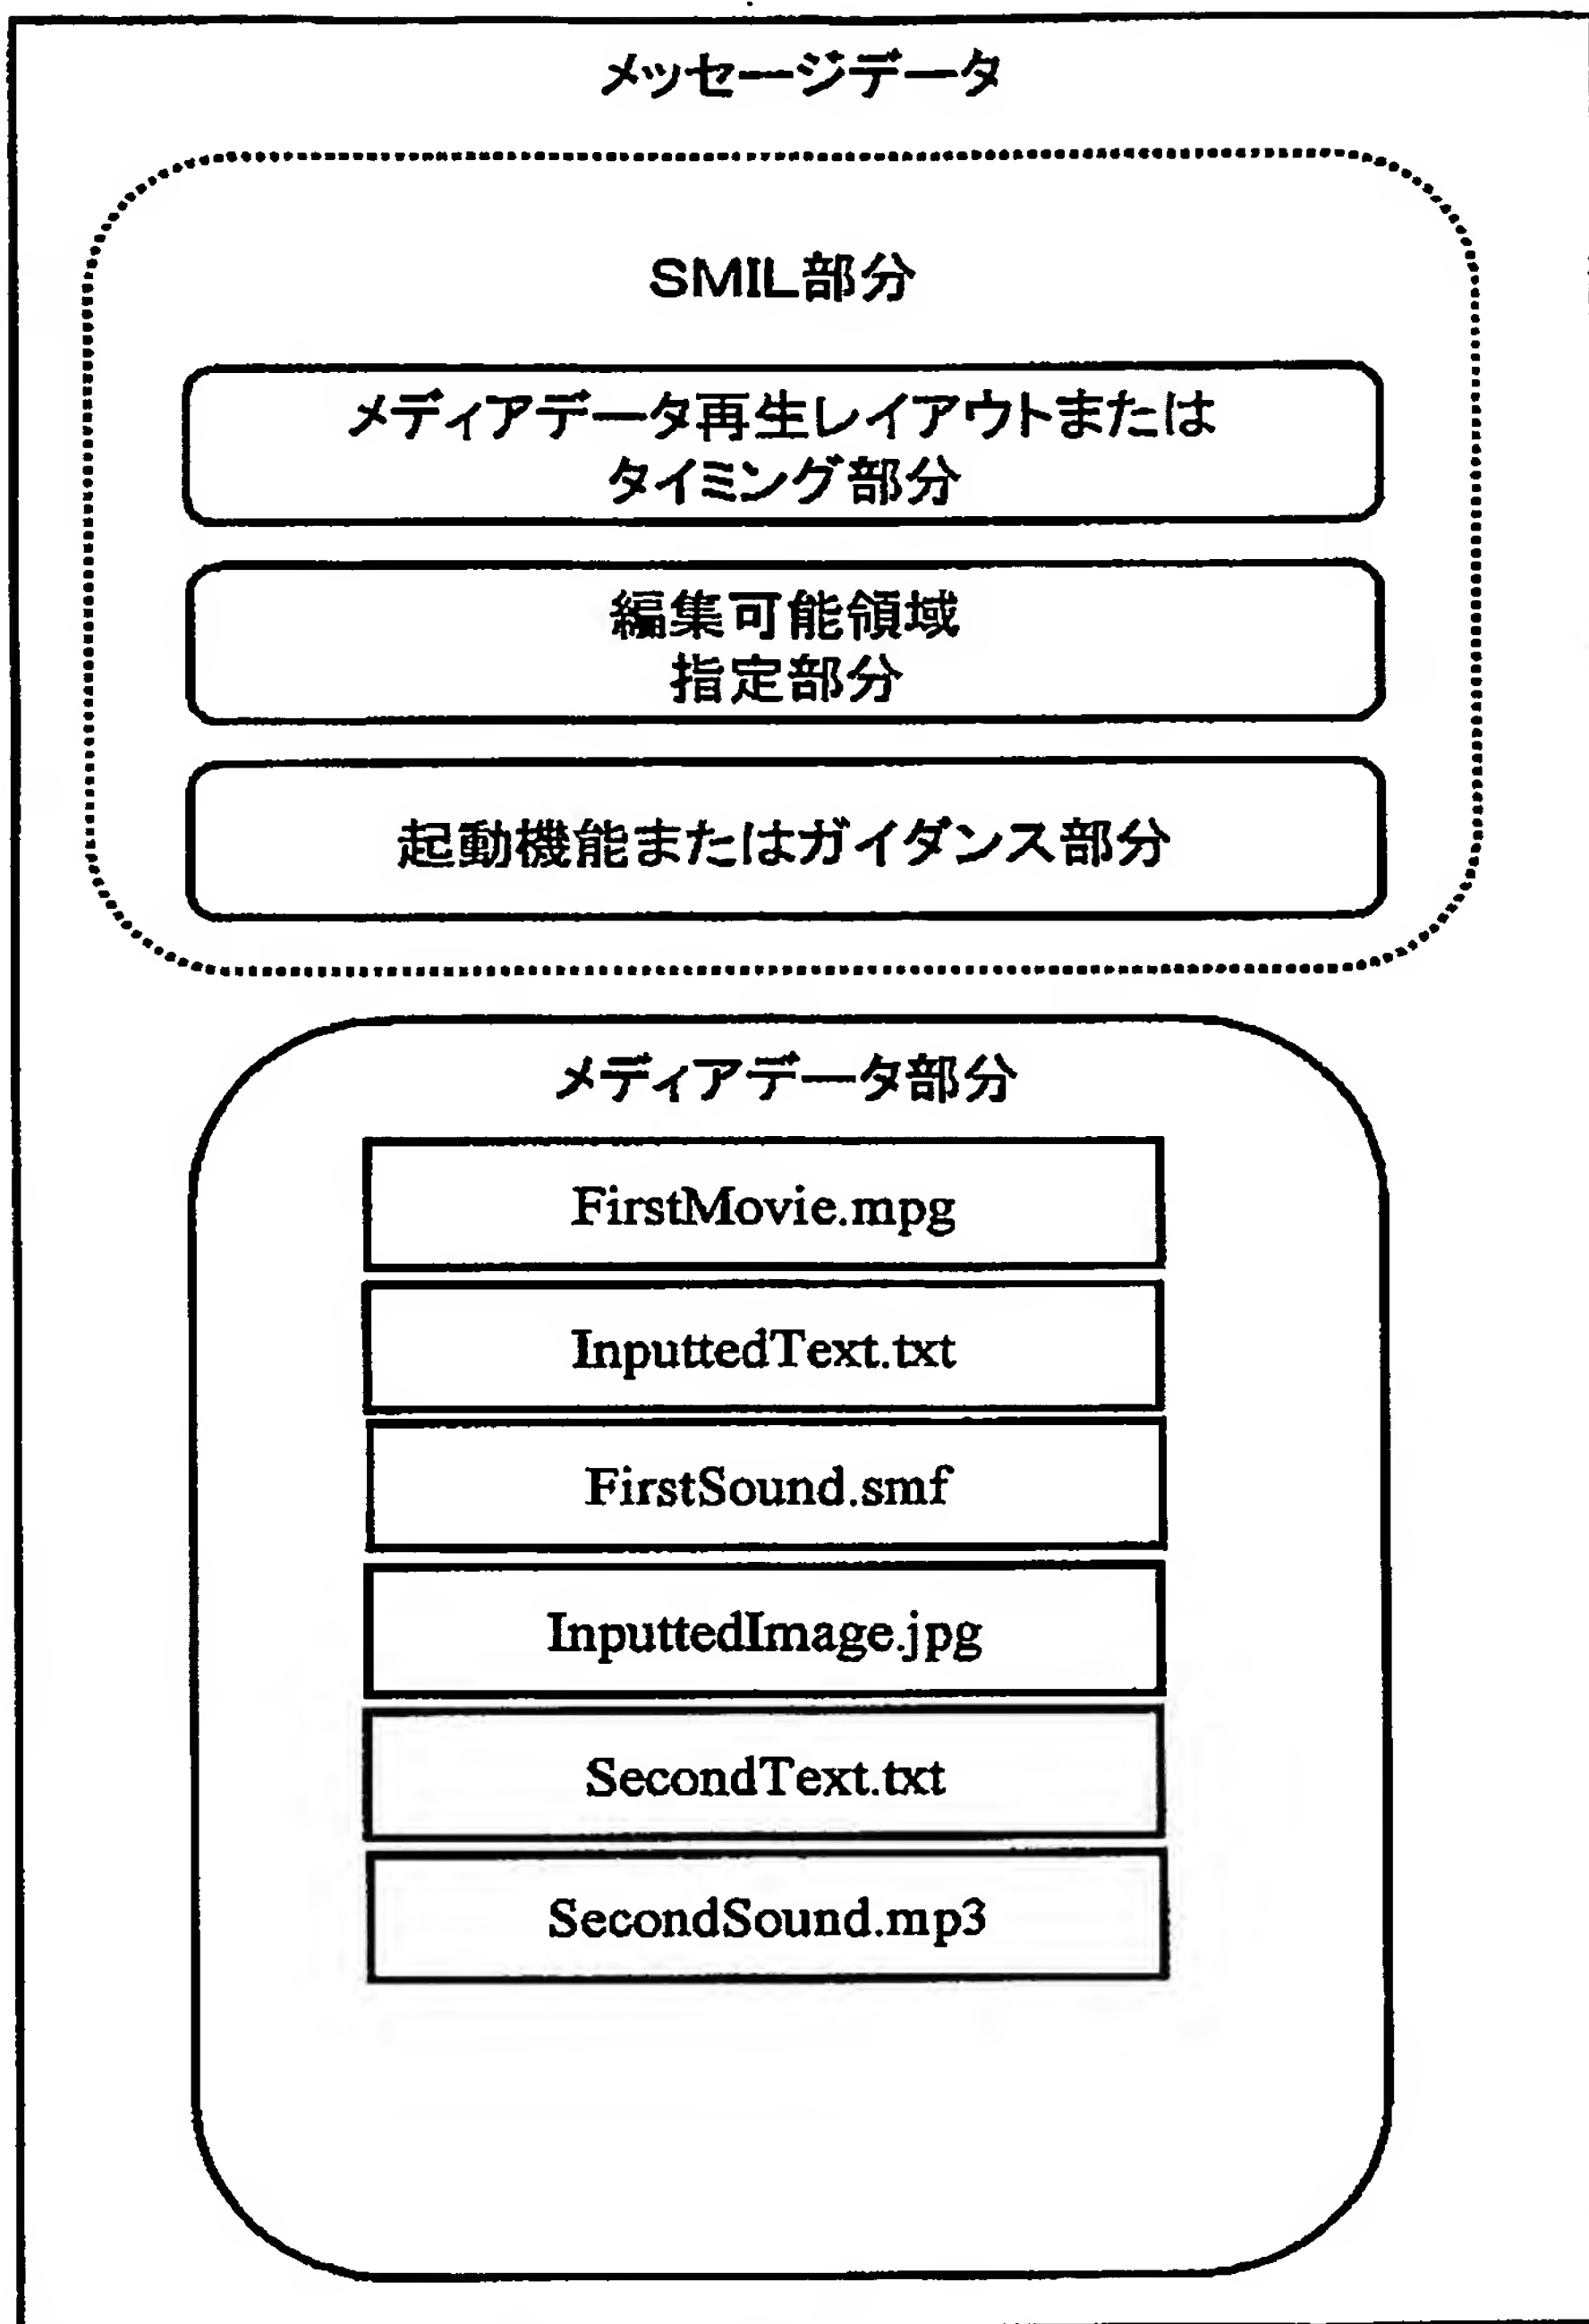 メッセージデータ
SMIL部分
メディアデータ再生レイアウトまたは
タイミング部分
編集可能領域
指定部分
起動機能またはガイダンス部分
メディアデータ部分
FirstMovie.mpg
InputtedText.txt
FirstSound.smf
InputtedImage.jpg
SecondText.txt
SecondSound.mp3